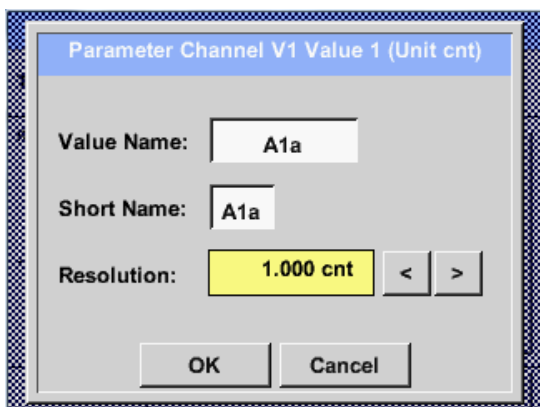 Parameter Channel V1 Value 1 (Unit cnt)
Value Name: A1a
Short Name: A1a
Resolution: 1.000 cnt < >
OK Cancel